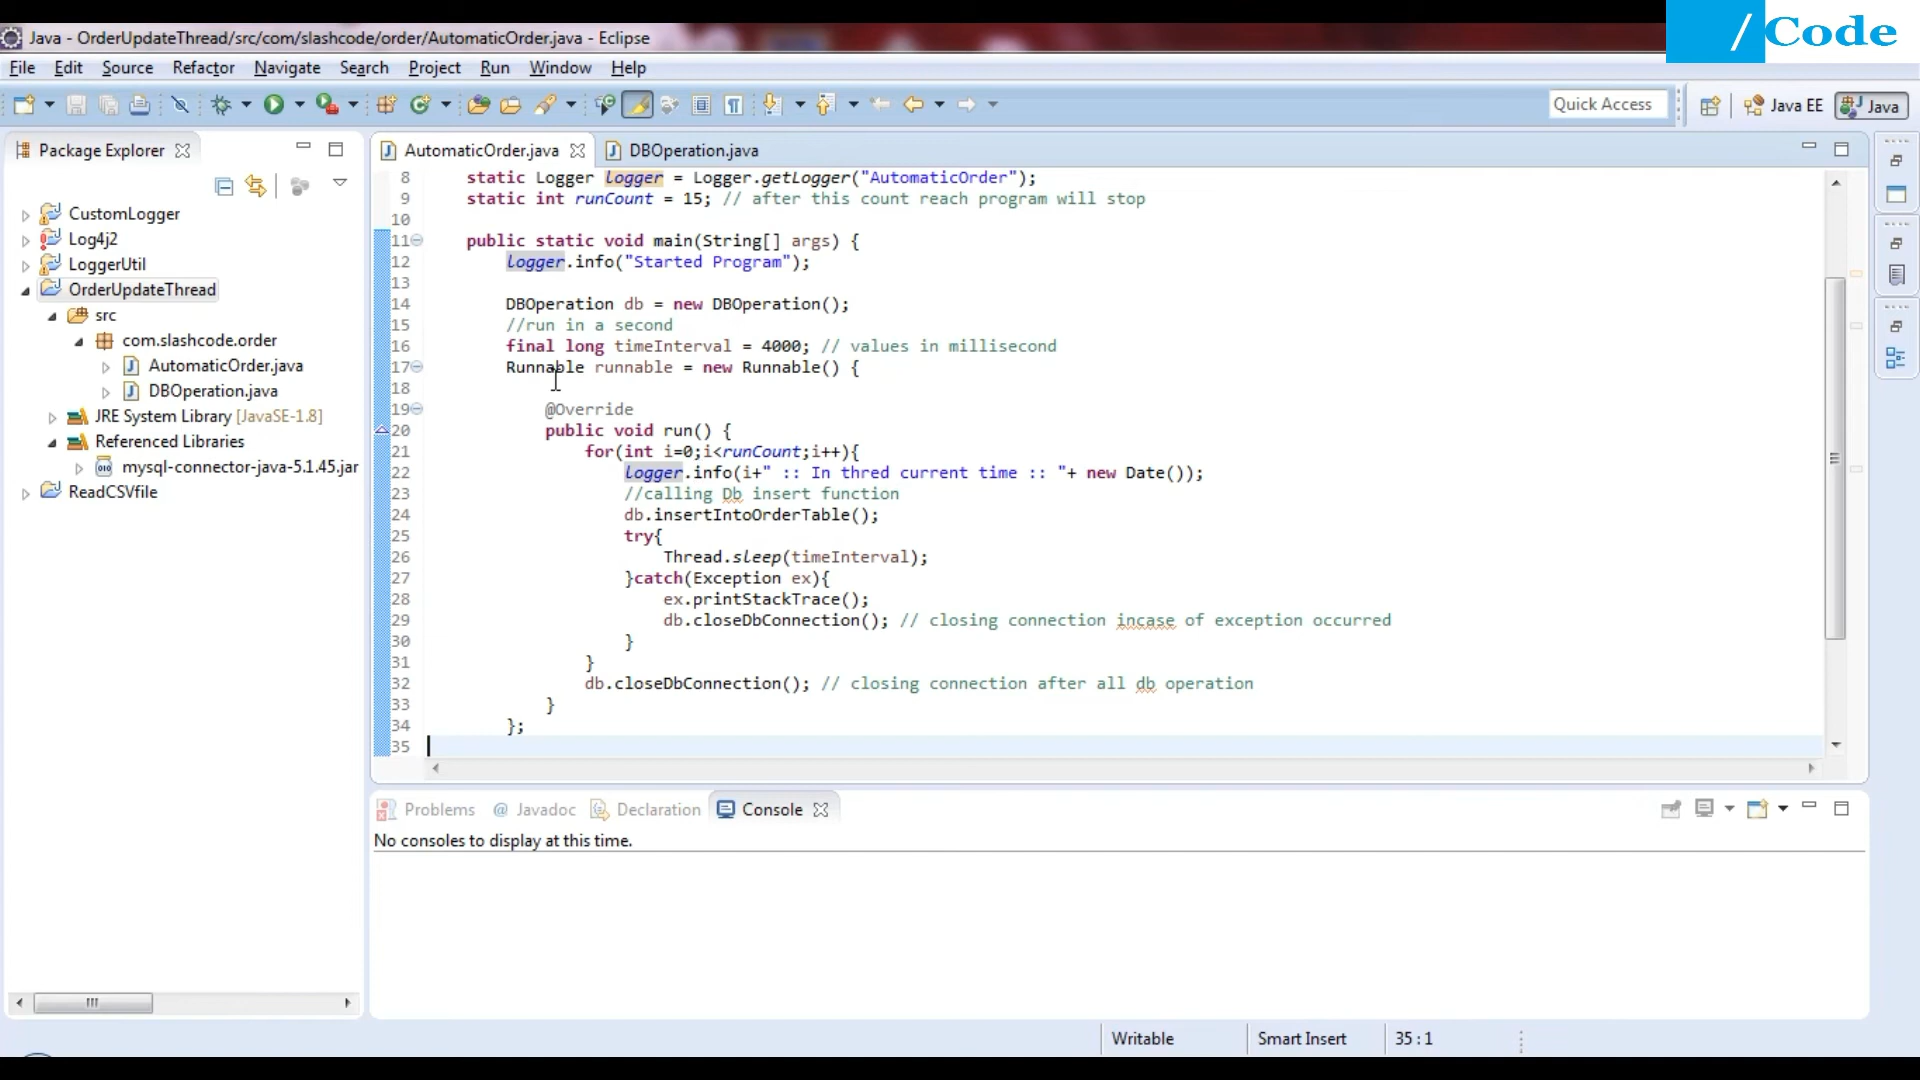 /Code
Java - OrderUpdateThread/src/com/slashcode/order/AutomaticOrder.java - Eclipse
File Edit Source Refactor Navigate Search Project Run Window Help
Quick Access
Java EE
Java
Package Explorer
CustomLogger
Log4j2
LoggerUtil
OrderUpdateThread
src
com.slashcode.order
AutomaticOrder.java
DBOperation.java
JRE System Library [JavaSE-1.8]
Referenced Libraries
mysql-connector-java-5.1.45.jar
ReadCSVfile
AutomaticOrder.java
DBOperation.java
8 static Logger logger = Logger.getLogger("AutomaticOrder");
9 static int runCount = 15; // after this count reach program will stop
10
11 public static void main(String[] args) {
12 logger.info("Started Program");
13
14 DBOperation db = new DBOperation();
15 //run in a second
16 final long timeInterval = 4000; // values in millisecond
17 Runnable runnable = new Runnable() {
18
19 @Override
20 public void run() {
21 for(int i=0;i<runCount;i++){
22 logger.info(i+" :: In thred current time :: "+ new Date());
23 //calling Db insert function
24 db.insertIntoOrderTable();
25 try{
26 Thread.sleep(timeInterval);
27 }catch(Exception ex){
28 ex.printStackTrace();
29 db.closeDbConnection(); // closing connection incase of exception occurred
30 }
31 }
32 db.closeDbConnection(); // closing connection after all db operation
33 }
34 };
35
Problems @ Javadoc Declaration Console
No consoles to display at this time.
Writable Smart Insert 35 : 1